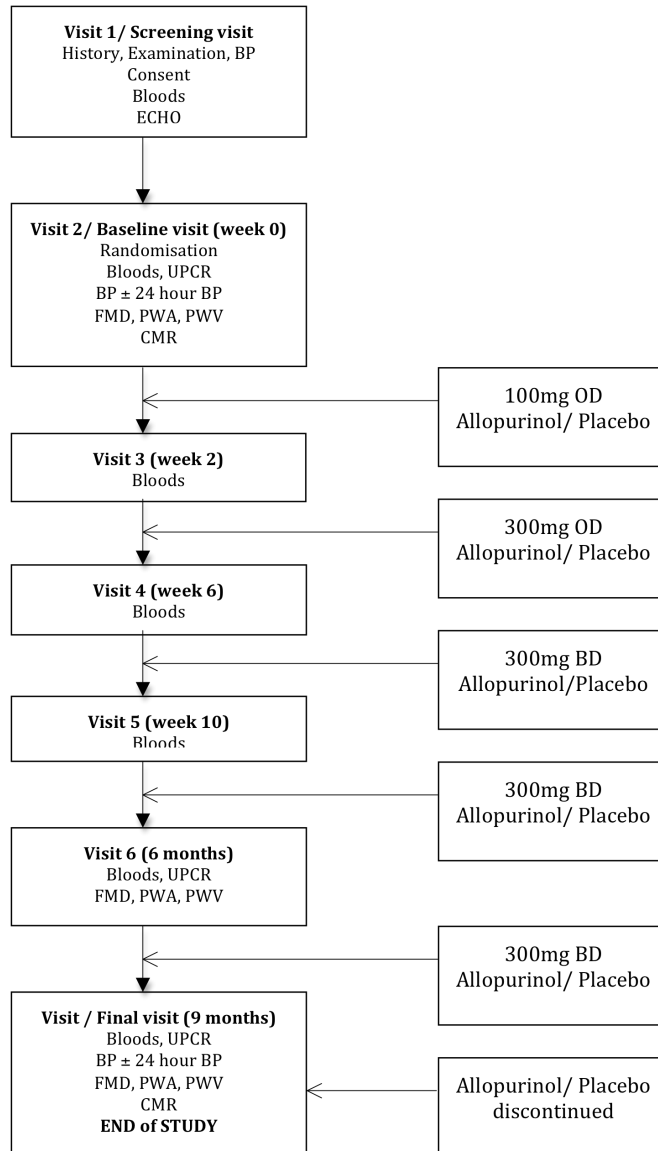 Visit 1/ Screening visit
History, Examination, BP
Consent
Bloods
ECHO
Visit 2/ Baseline visit (week 0)
Randomisation
Bloods, UPCR
BP ± 24 hour BP
FMD, PWA, PWV
CMR
100mg OD
Allopurinol/ Placebo
Visit 3 (week 2)
Bloods
300mg OD
Allopurinol/ Placebo
Visit 4 (week 6)
Bloods
300mg BD
Allopurinol/Placebo
Visit 5 (week 10)
Bloods
300mg BD
Allopurinol/ Placebo
Visit 6 (6 months)
Bloods, UPCR
FMD, PWA, PWV
300mg BD
Allopurinol/ Placebo
Visit / Final visit (9 months)
Bloods, UPCR
BP ± 24 hour BP
FMD, PWA, PWV
CMR
END of STUDY
Allopurinol/ Placebo
discontinued